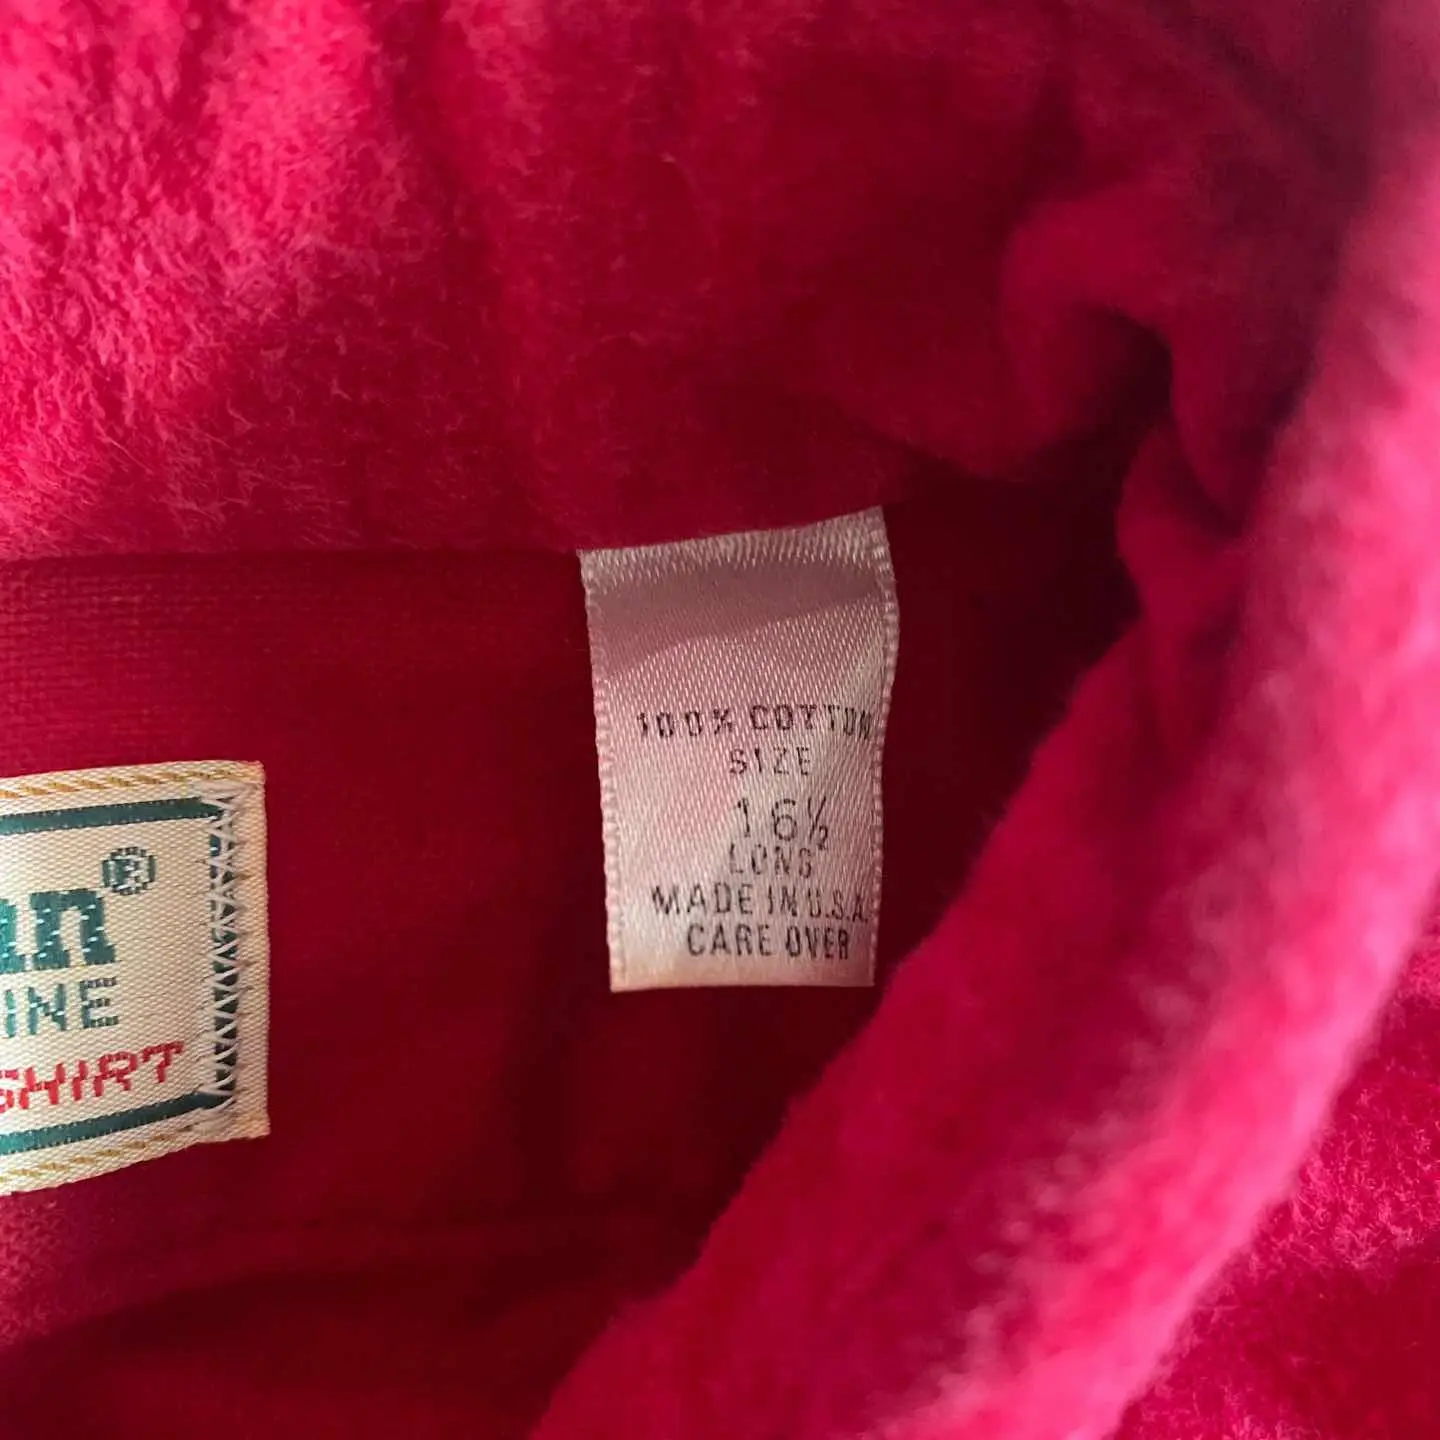 an®
INE
SHIRT
100% COTTON
SIZE
16½
LONG
MADE IN U.S.A.
CARE OVER